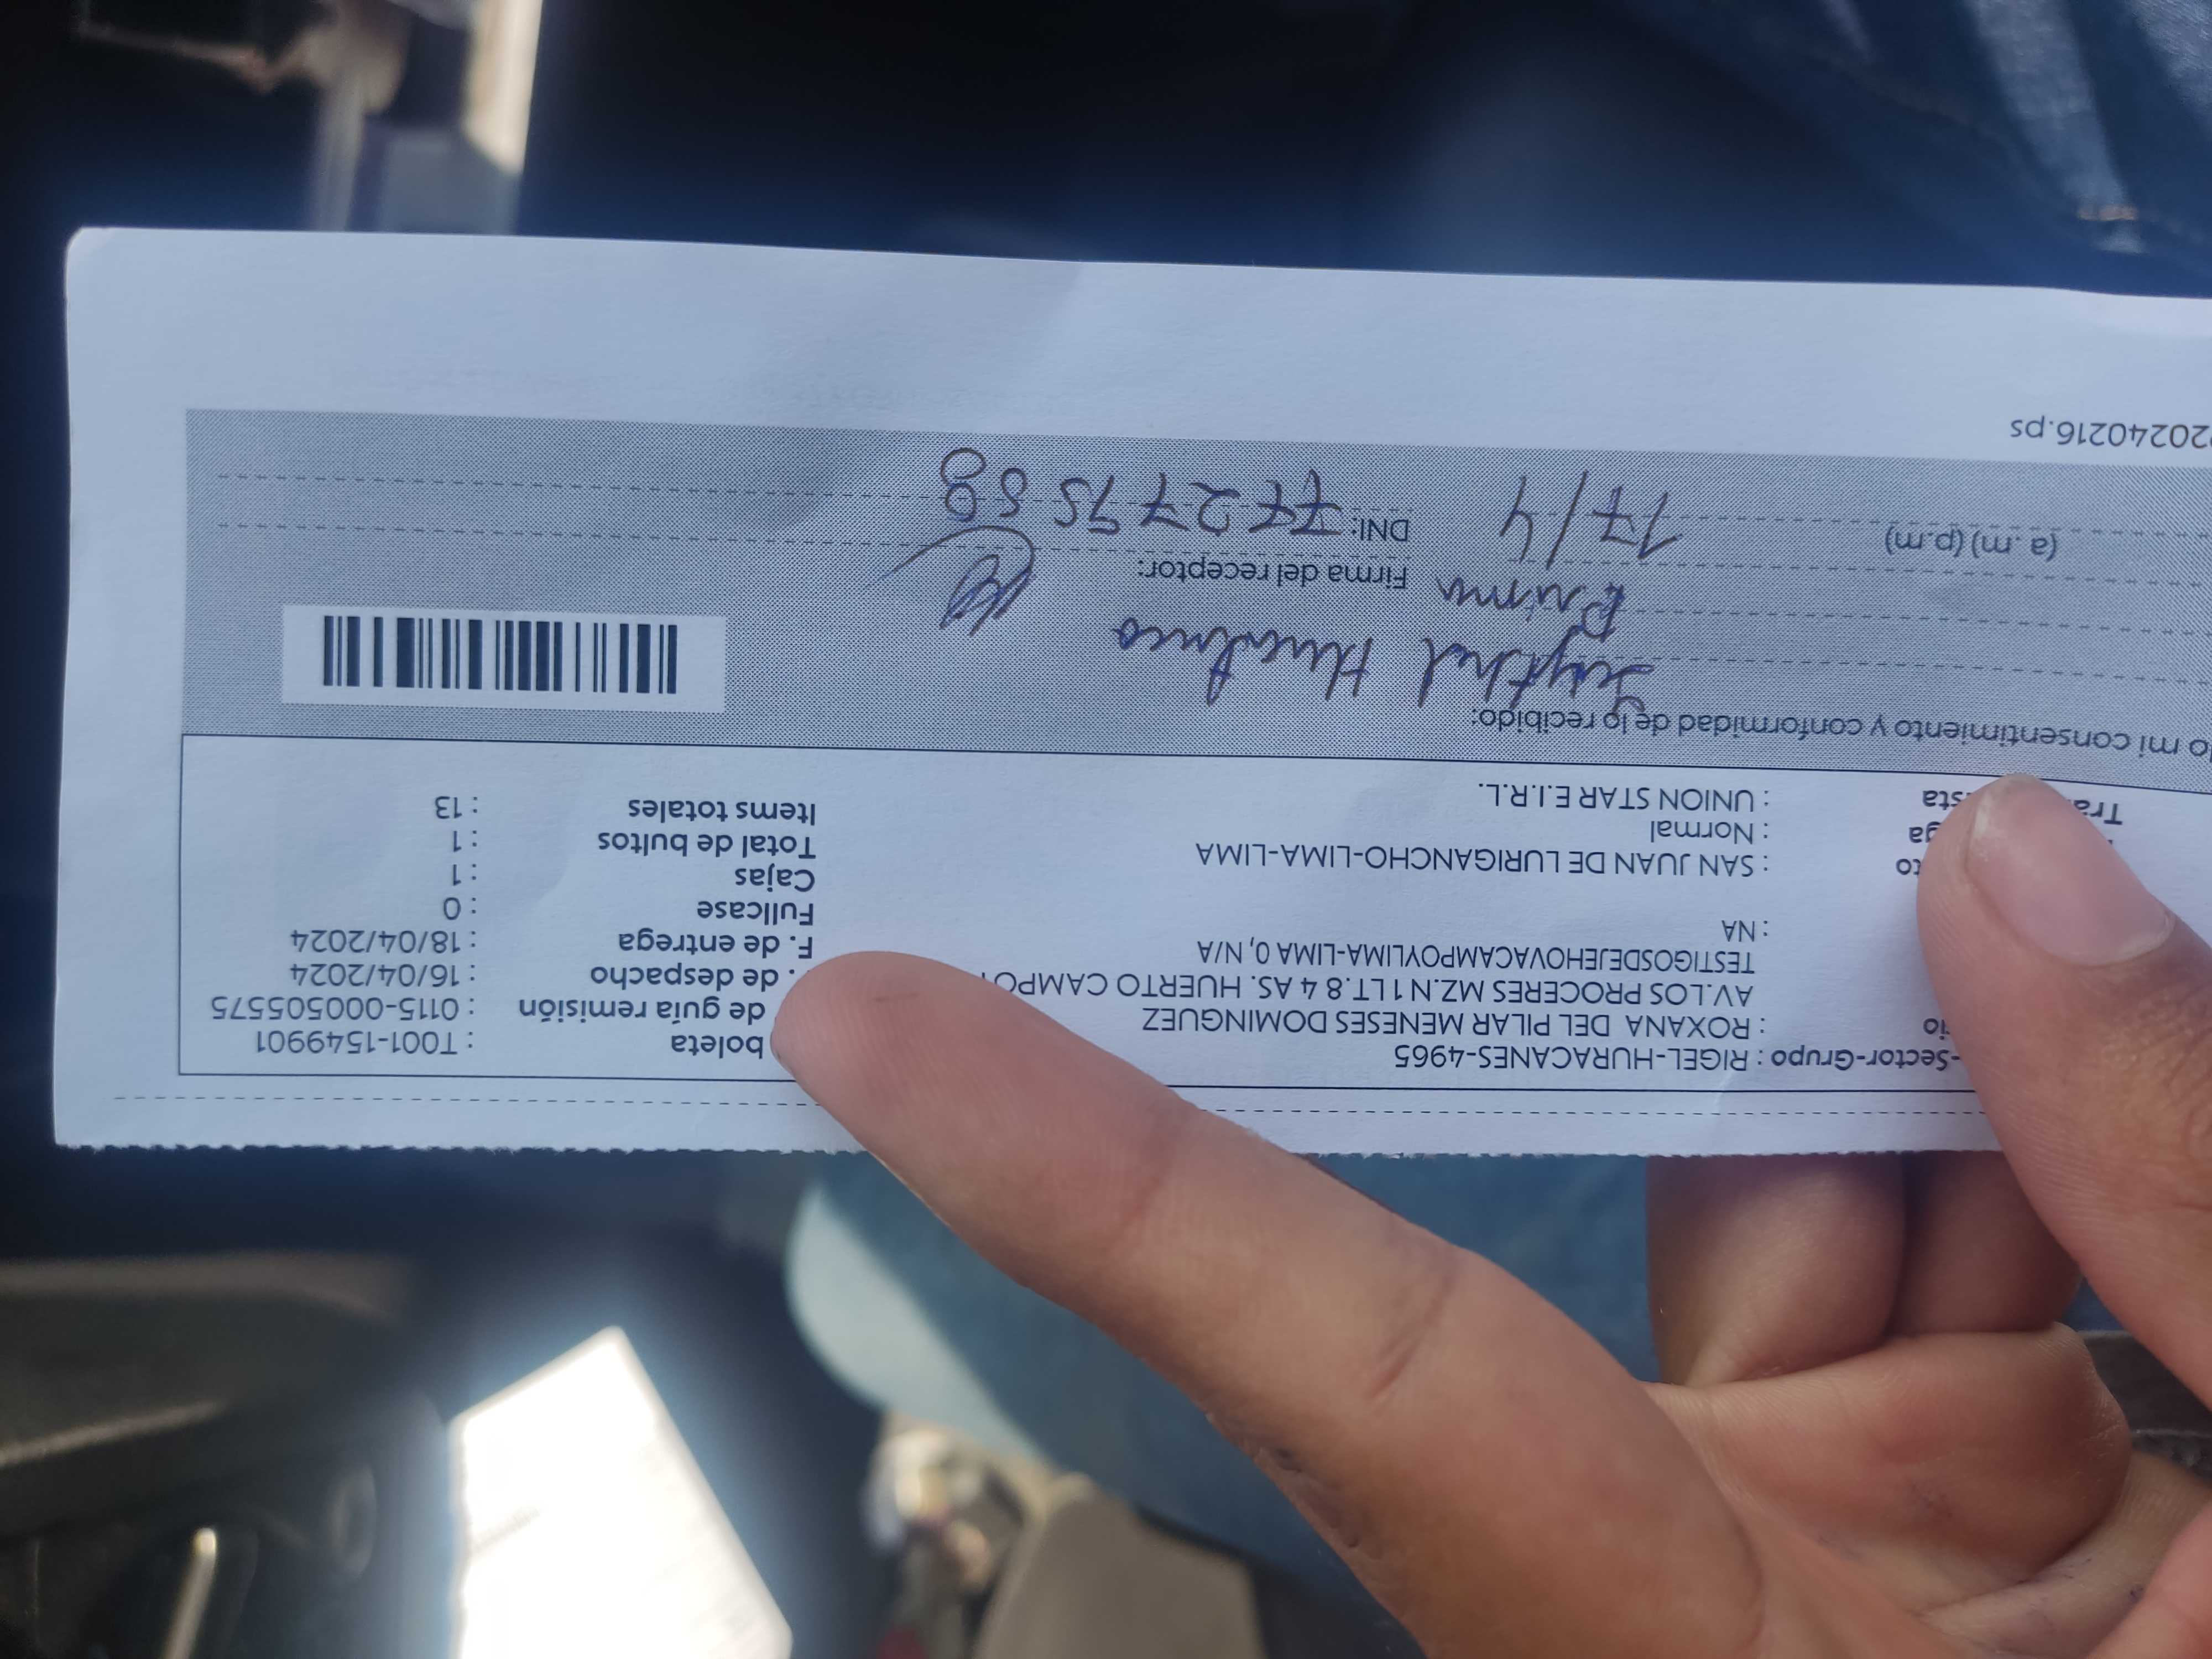 -Sector-Grupo : RIGEL-HURACANES-4965
io : ROXANA DEL PILAR MENESES DOMINGUEZ
AV.LOS PROCERES MZ.N 1 LT.8 4 AS. HUERTO CAMPOY
TESTIGOSDEJEHOVACAMPOYLIMA-LIMA 0, N/A
: NA
to : SAN JUAN DE LURIGANCHO-LIMA-LIMA
ga : Normal
Tra sta : UNION STAR E.I.R.L.
boleta : T001-1549901
de guía remisión : 0115-000505575
. de despacho : 16/04/2024
F. de entrega : 18/04/2024
Fullcase : 0
Cajas : 1
Total de bultos : 1
Items totales : 13
lo mi consentimiento y conformidad de lo recibido:
Firma del receptor:
(a .m) (p.m)
17/4
DNI: 77277558
20240216.ps